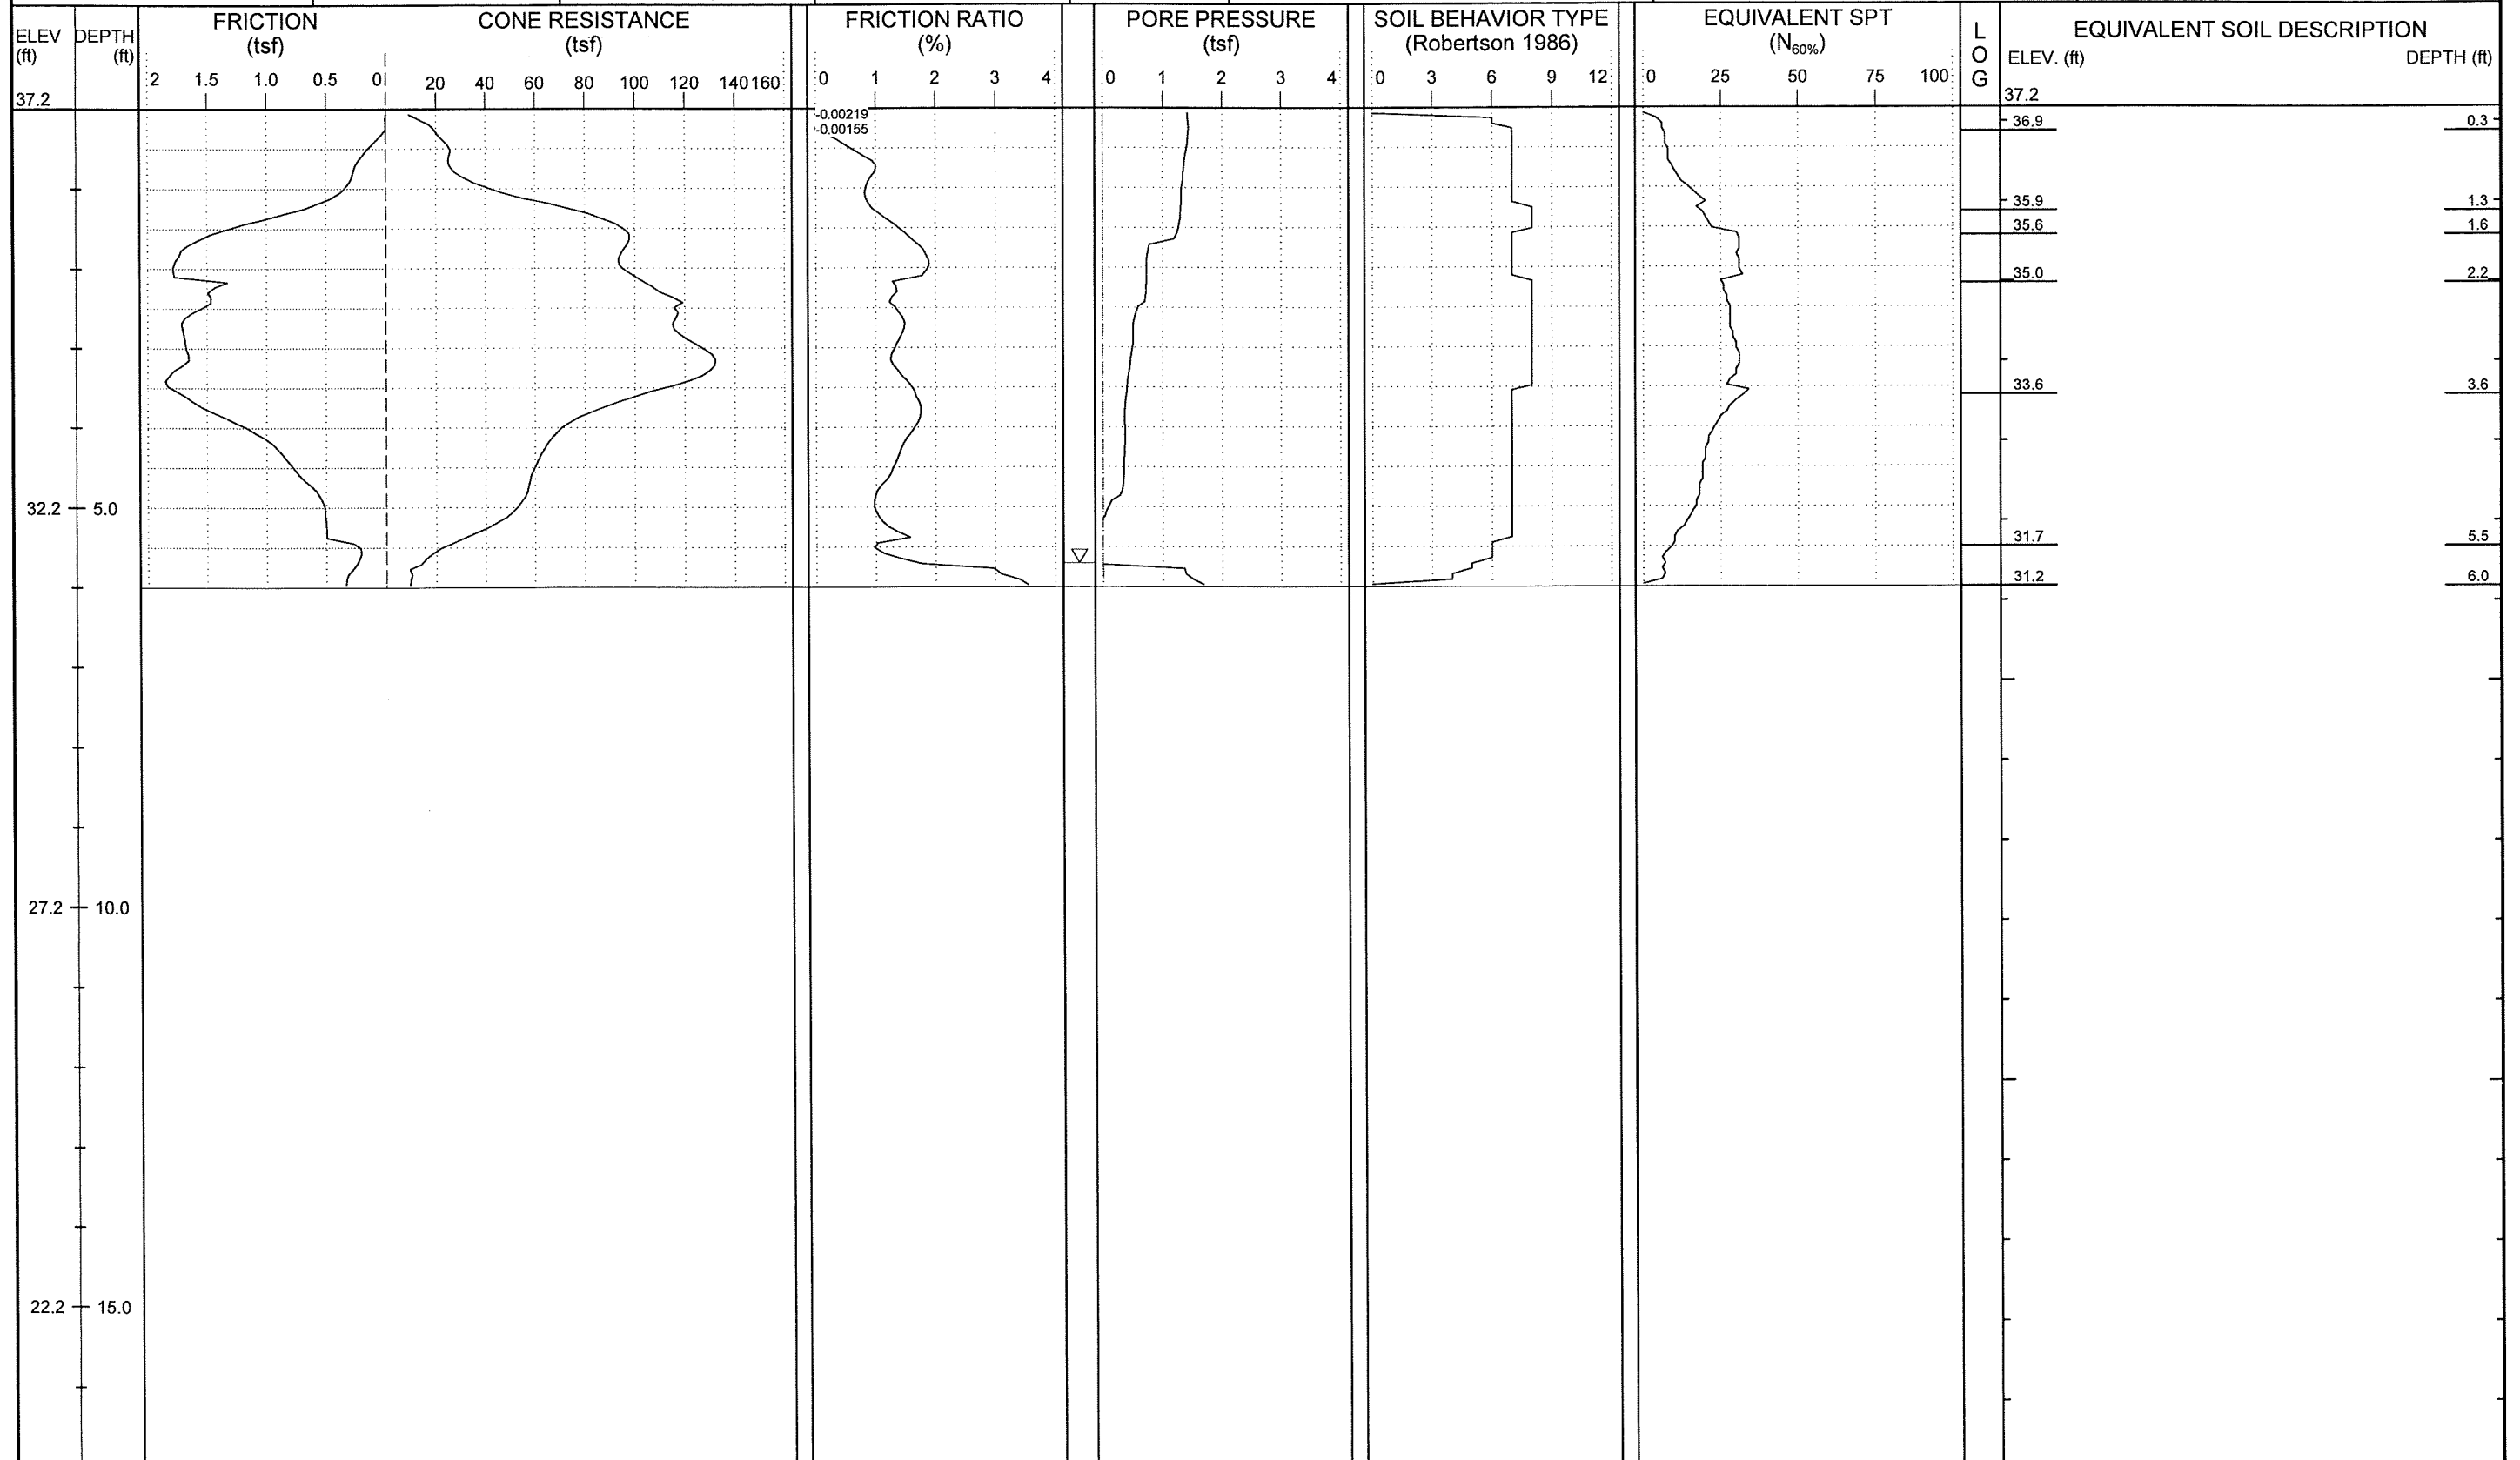 ELEV (ft)
DEPTH (ft)
FRICTION
(tsf)
CONE RESISTANCE
(tsf)
FRICTION RATIO
(%)
PORE PRESSURE
(tsf)
SOIL BEHAVIOR TYPE
(Robertson 1986)
EQUIVALENT SPT
(N60%)
LOG
EQUIVALENT SOIL DESCRIPTION
ELEV. (ft) DEPTH (ft)
2 1.5 1.0 0.5 0 20 40 60 80 100 120 140 160
0 1 2 3 4
0 1 2 3 4
0 3 6 9 12
0 25 50 75 100
37.2
37.2
-0.00219
-0.00155
36.9 0.3
35.9 1.3
35.6 1.6
35.0 2.2
33.6 3.6
32.2 5.0
31.7 5.5
31.2 6.0
27.2 10.0
22.2 15.0